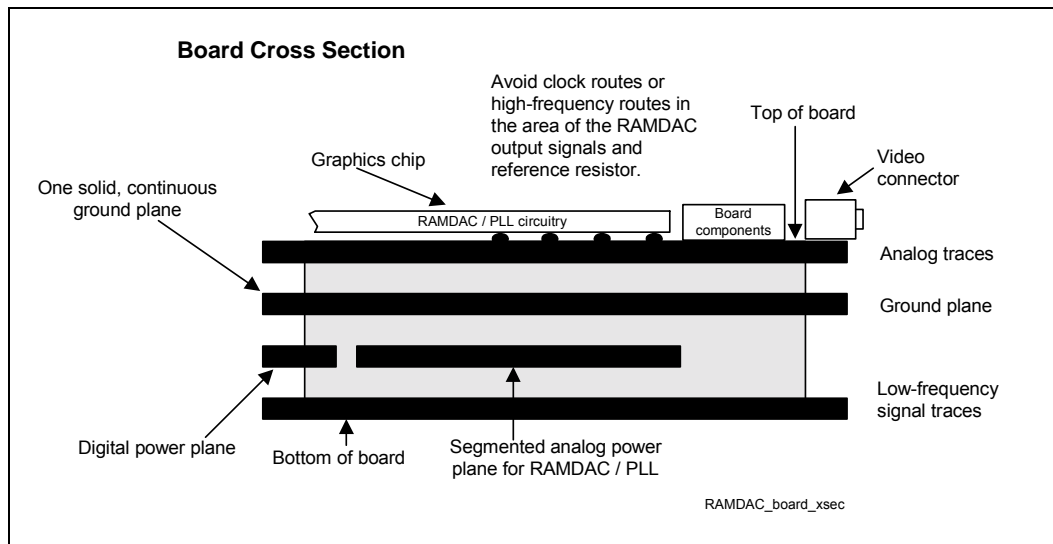 Board Cross Section
Avoid clock routes or
high-frequency routes in
the area of the RAMDAC
output signals and
reference resistor.
Top of board
Graphics chip
Video
connector
One solid, continuous
ground plane
RAMDAC / PLL circuitry
Board
components
Analog traces
Ground plane
Low-frequency
signal traces
Digital power plane
Bottom of board
Segmented analog power
plane for RAMDAC / PLL
RAMDAC_board_xsec